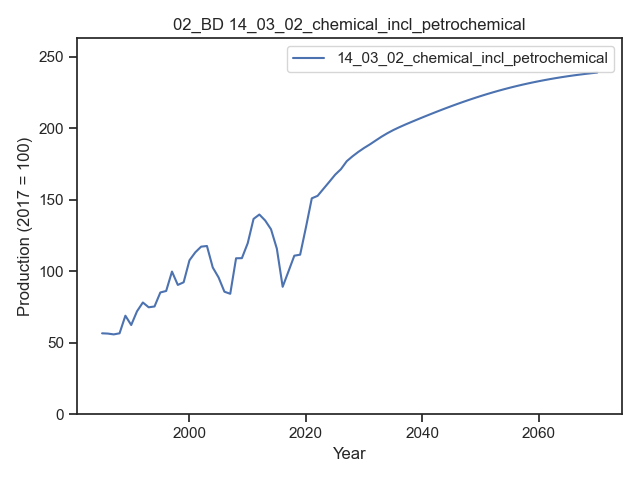 02_BD 14_03_02_chemical_incl_petrochemical
14_03_02_chemical_incl_petrochemical
Production (2017 = 100)
250
200
150
100
50
0
2000 2020 2040 2060
Year